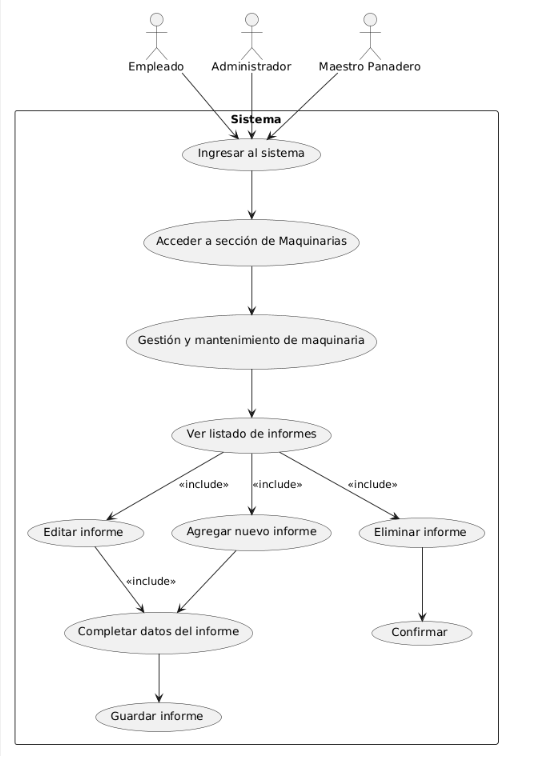 Empleado
Administrador
Maestro Panadero
Sistema
Ingresar al sistema
Acceder a sección de Maquinarias
Gestión y mantenimiento de maquinaria
Ver listado de informes
«include»
«include»
«include»
Editar informe
Agregar nuevo informe
Eliminar informe
«include»
Completar datos del informe
Confirmar
Guardar informe